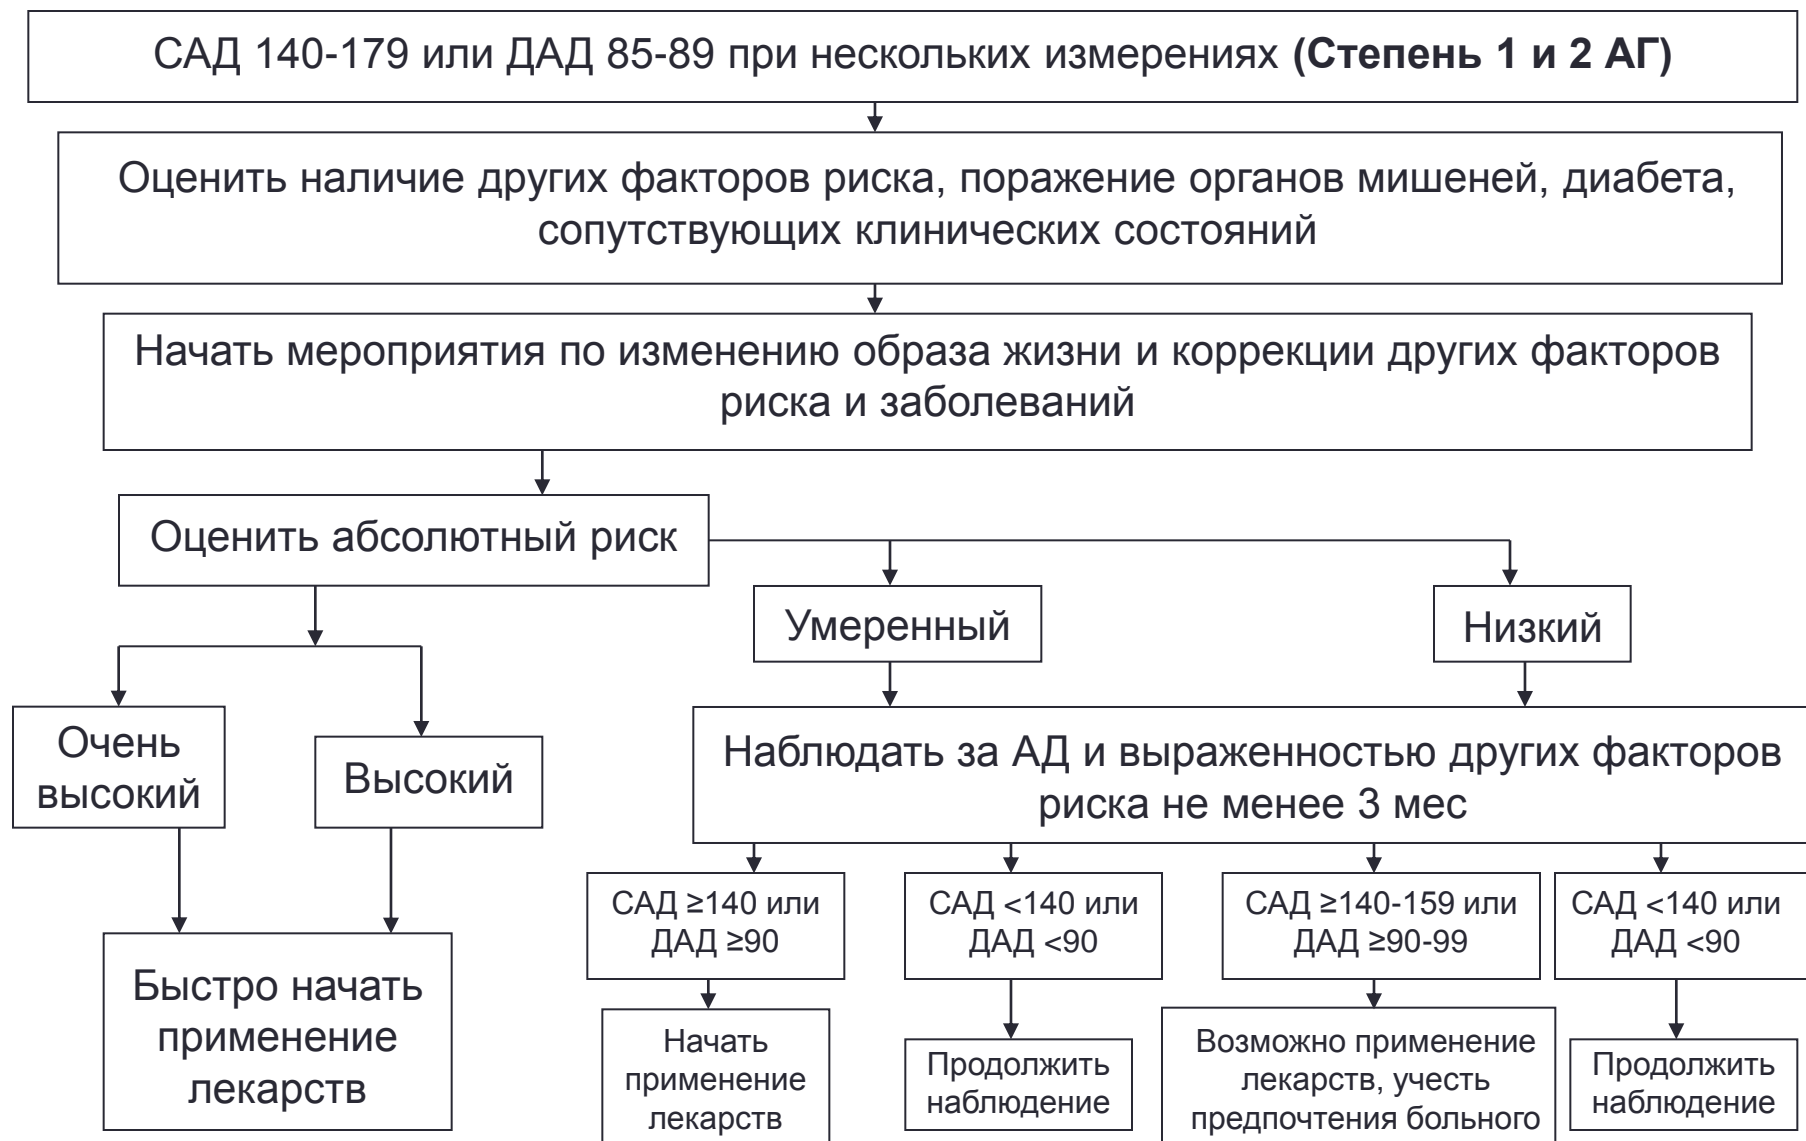 САД 140-179 или ДАД 85-89 при нескольких измерениях (Степень 1 и 2 АГ)
Оценить наличие других факторов риска, поражение органов мишеней, диабета,
сопутствующих клинических состояний
Начать мероприятия по изменению образа жизни и коррекции других факторов
риска и заболеваний
Оценить абсолютный риск
Умеренный
Низкий
Очень
высокий
Высокий
Наблюдать за АД и выраженностью других факторов
риска не менее 3 мес
Быстро начать
применение
лекарств
САД ≥140 или
ДАД ≥90
САД <140 или
ДАД <90
САД ≥140-159 или
ДАД ≥90-99
САД <140 или
ДАД <90
Начать
применение
лекарств
Продолжить
наблюдение
Возможно применение
лекарств, учесть
предпочтения больного
Продолжить
наблюдение